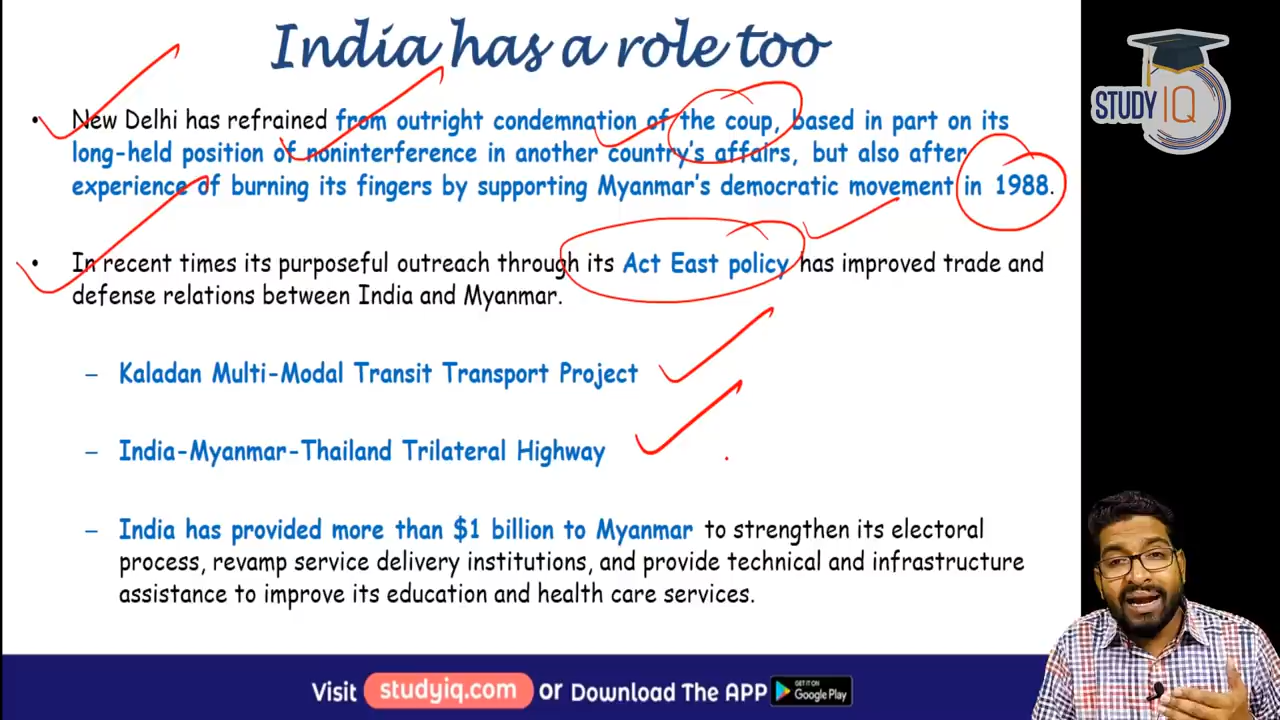 India has a role too
STUDY IQ
• New Delhi has refrained from outright condemnation of the coup, based in part on its
long-held position of noninterference in another country's affairs, but also after
experience of burning its fingers by supporting Myanmar's democratic movement in 1988.
• In recent times its purposeful outreach through its Act East policy has improved trade and
defense relations between India and Myanmar.
– Kaladan Multi-Modal Transit Transport Project
– India-Myanmar-Thailand Trilateral Highway
– India has provided more than $1 billion to Myanmar to strengthen its electoral
process, revamp service delivery institutions, and provide technical and infrastructure
assistance to improve its education and health care services.
Visit studyiq.com or Download The APP GET IT ON Google Play